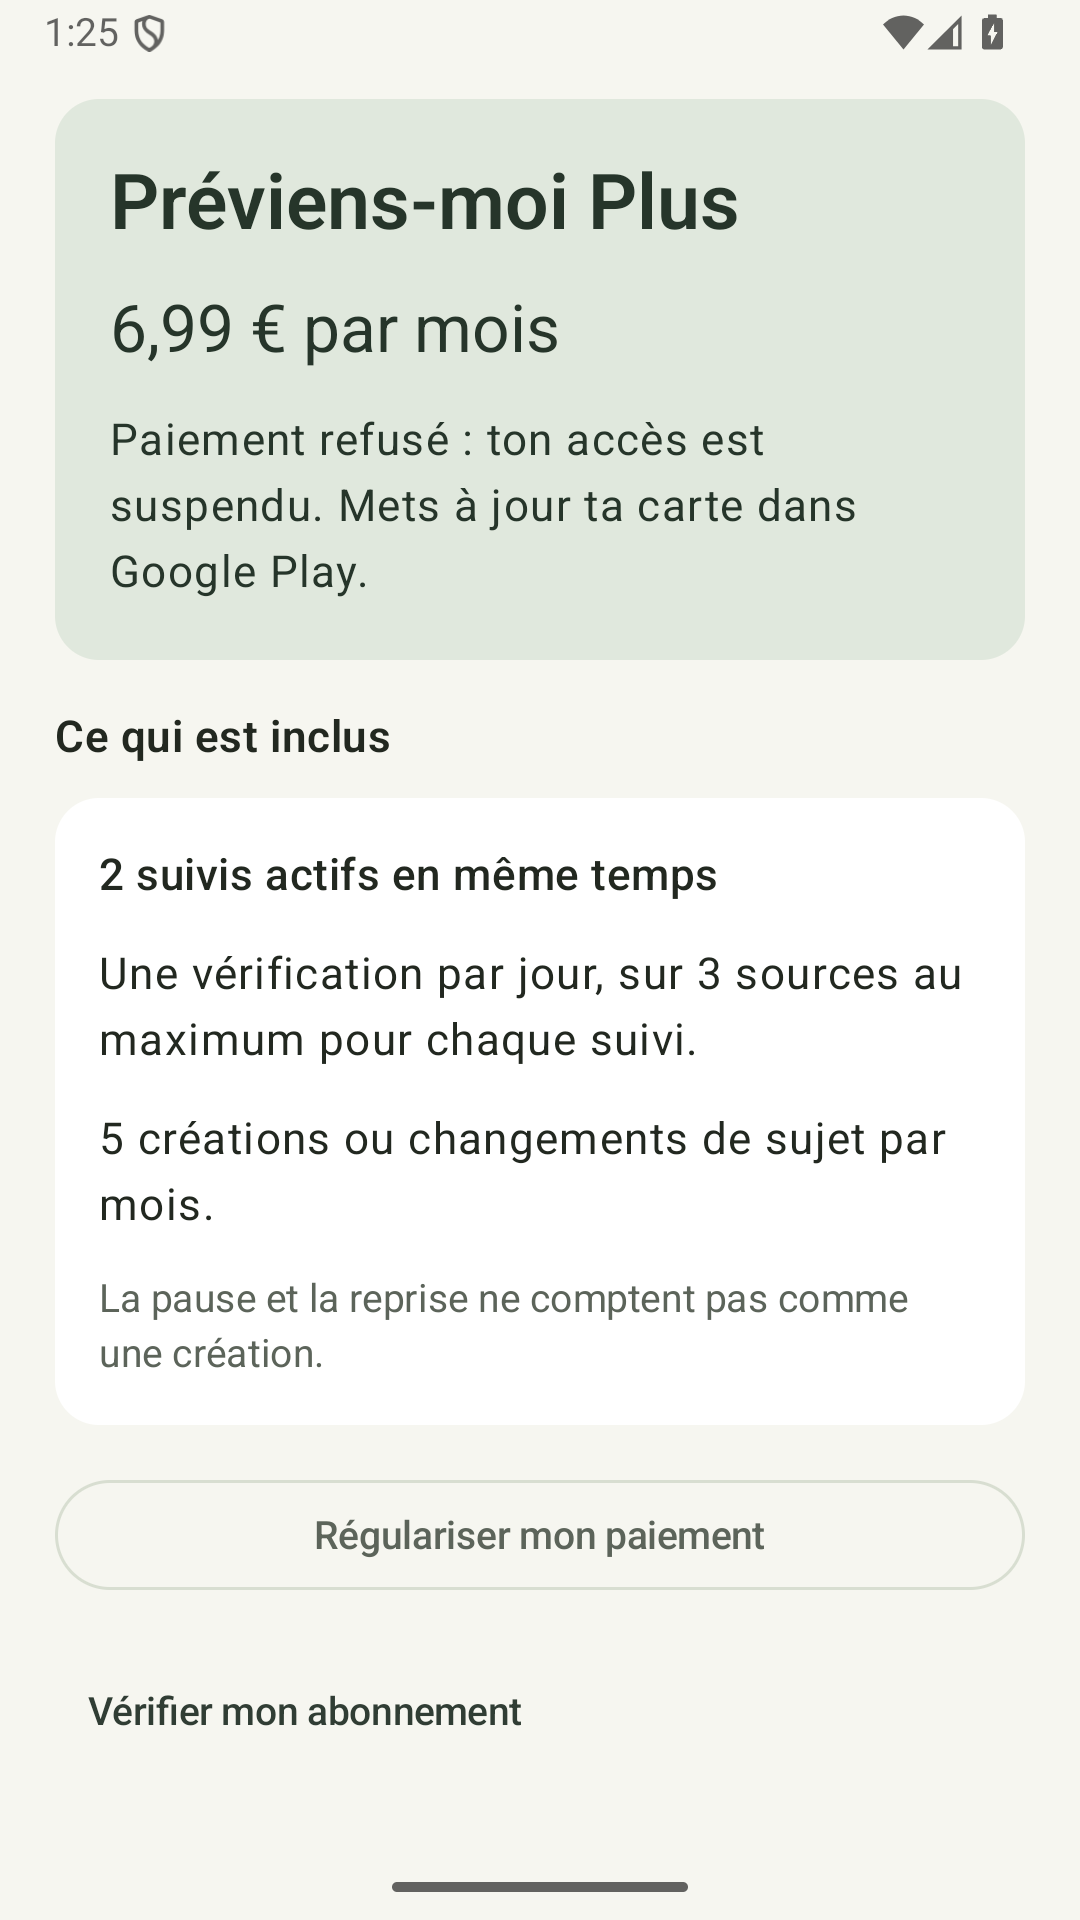 1:25
Préviens-moi Plus
6,99 € par mois
Paiement refusé : ton accès est
suspendu. Mets à jour ta carte dans
Google Play.
Ce qui est inclus
2 suivis actifs en même temps
Une vérification par jour, sur 3 sources au
maximum pour chaque suivi.
5 créations ou changements de sujet par
mois.
La pause et la reprise ne comptent pas comme
une création.
Régulariser mon paiement
Vérifier mon abonnement